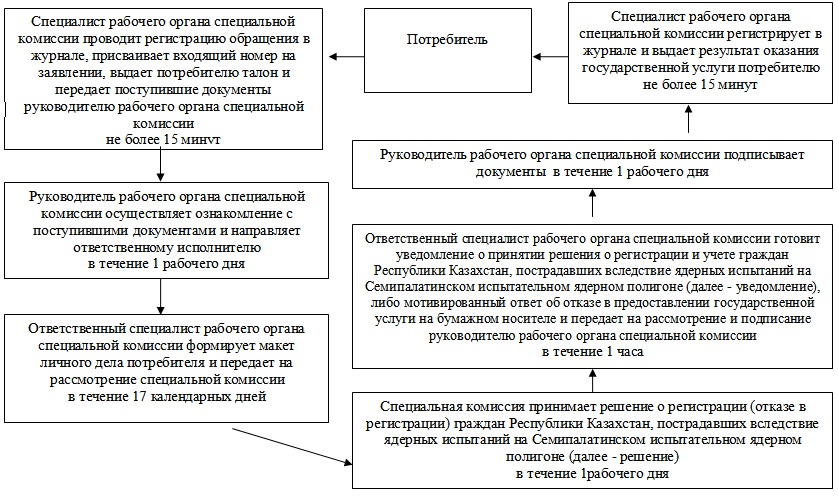 Потребитель
Специалист рабочего органа специальной
комиссии проводит регистрацию обращения в
журнале, присваивает входящий номер на
заявлении, выдает потребителю талон и
передает поступившие документы
руководителю рабочего органа специальной
комиссии
не более 15 минут
Руководитель рабочего органа специальной
комиссии осуществляет ознакомление с
поступившими документами и направляет
ответственному исполнителю
в течение 1 рабочего дня
Ответственный специалист рабочего органа
специальной комиссии формирует макет
личного дела потребителя и передает на
рассмотрение специальной комиссии
в течение 17 календарных дней
Специальная комиссия принимает решение о регистрации (отказе в
регистрации) граждан Республики Казахстан, пострадавших вследствие
ядерных испытаний на Семипалатинском испытательном ядерном
полигоне (далее - решение)
в течение 1рабочего дня
Ответственный специалист рабочего органа специальной комиссии готовит
уведомление о принятии решения о регистрации и учете граждан
Республики Казахстан, пострадавших вследствие ядерных испытаний на
Семипалатинском испытательном ядерном полигоне (далее - уведомление),
либо мотивированный ответ об отказе в предоставлении государственной
услуги на бумажном носителе и передает на рассмотрение и подписание
руководителю рабочего органа специальной комиссии
в течение 1 часа
Руководитель рабочего органа специальной комиссии подписывает
документы в течение 1 рабочего дня
Специалист рабочего органа
специальной комиссии регистрирует в
журнале и выдает результат оказания
государственной услуги потребителю
не более 15 минут